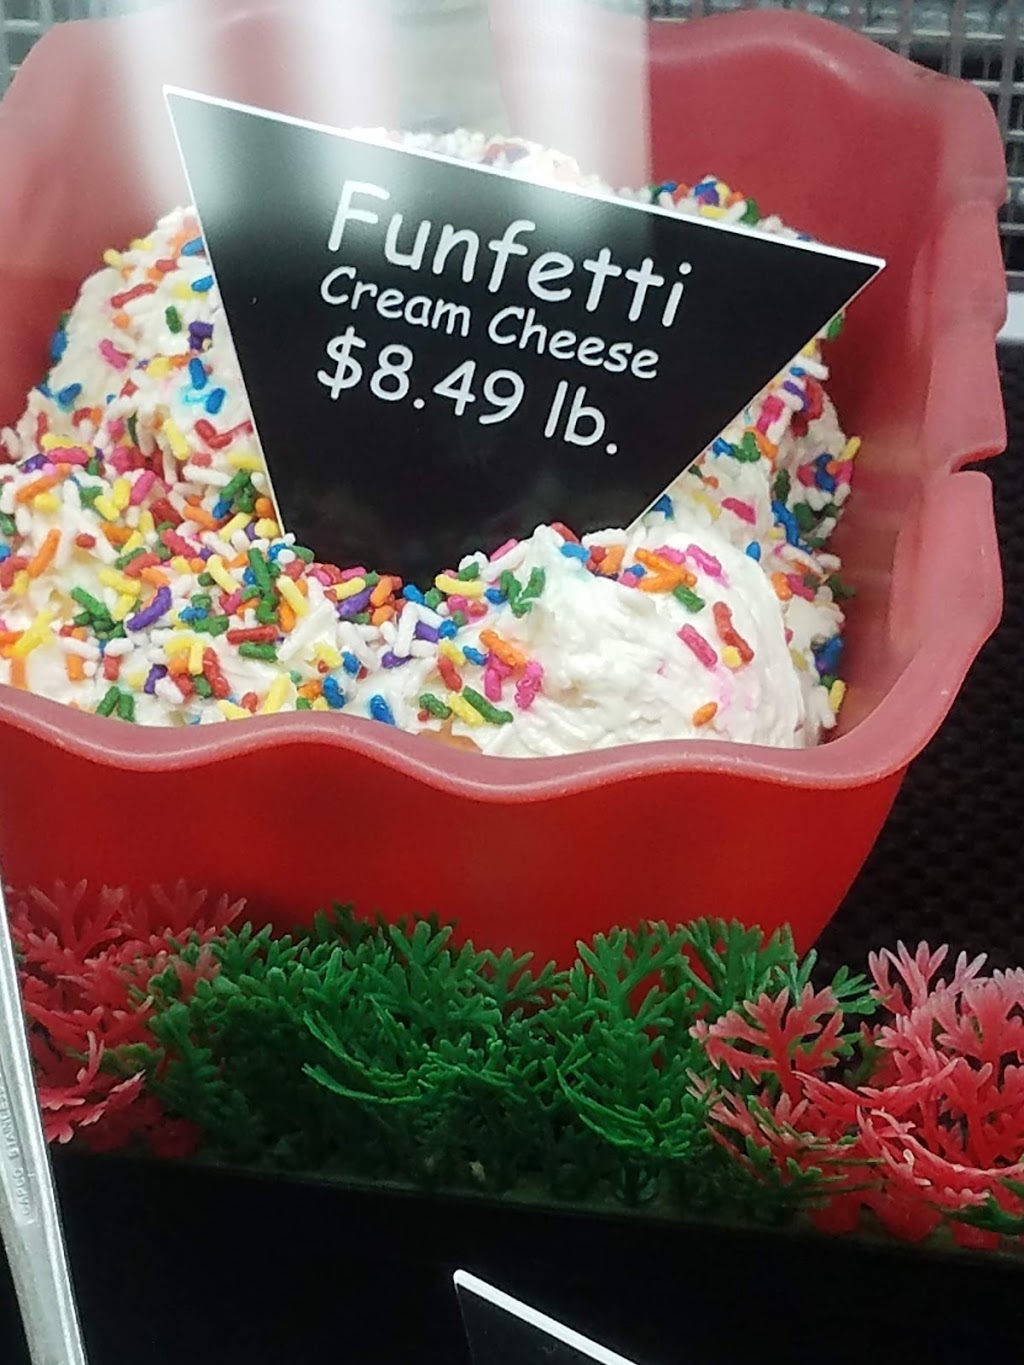 Funfetti
Cream Cheese
$8.49 lb.